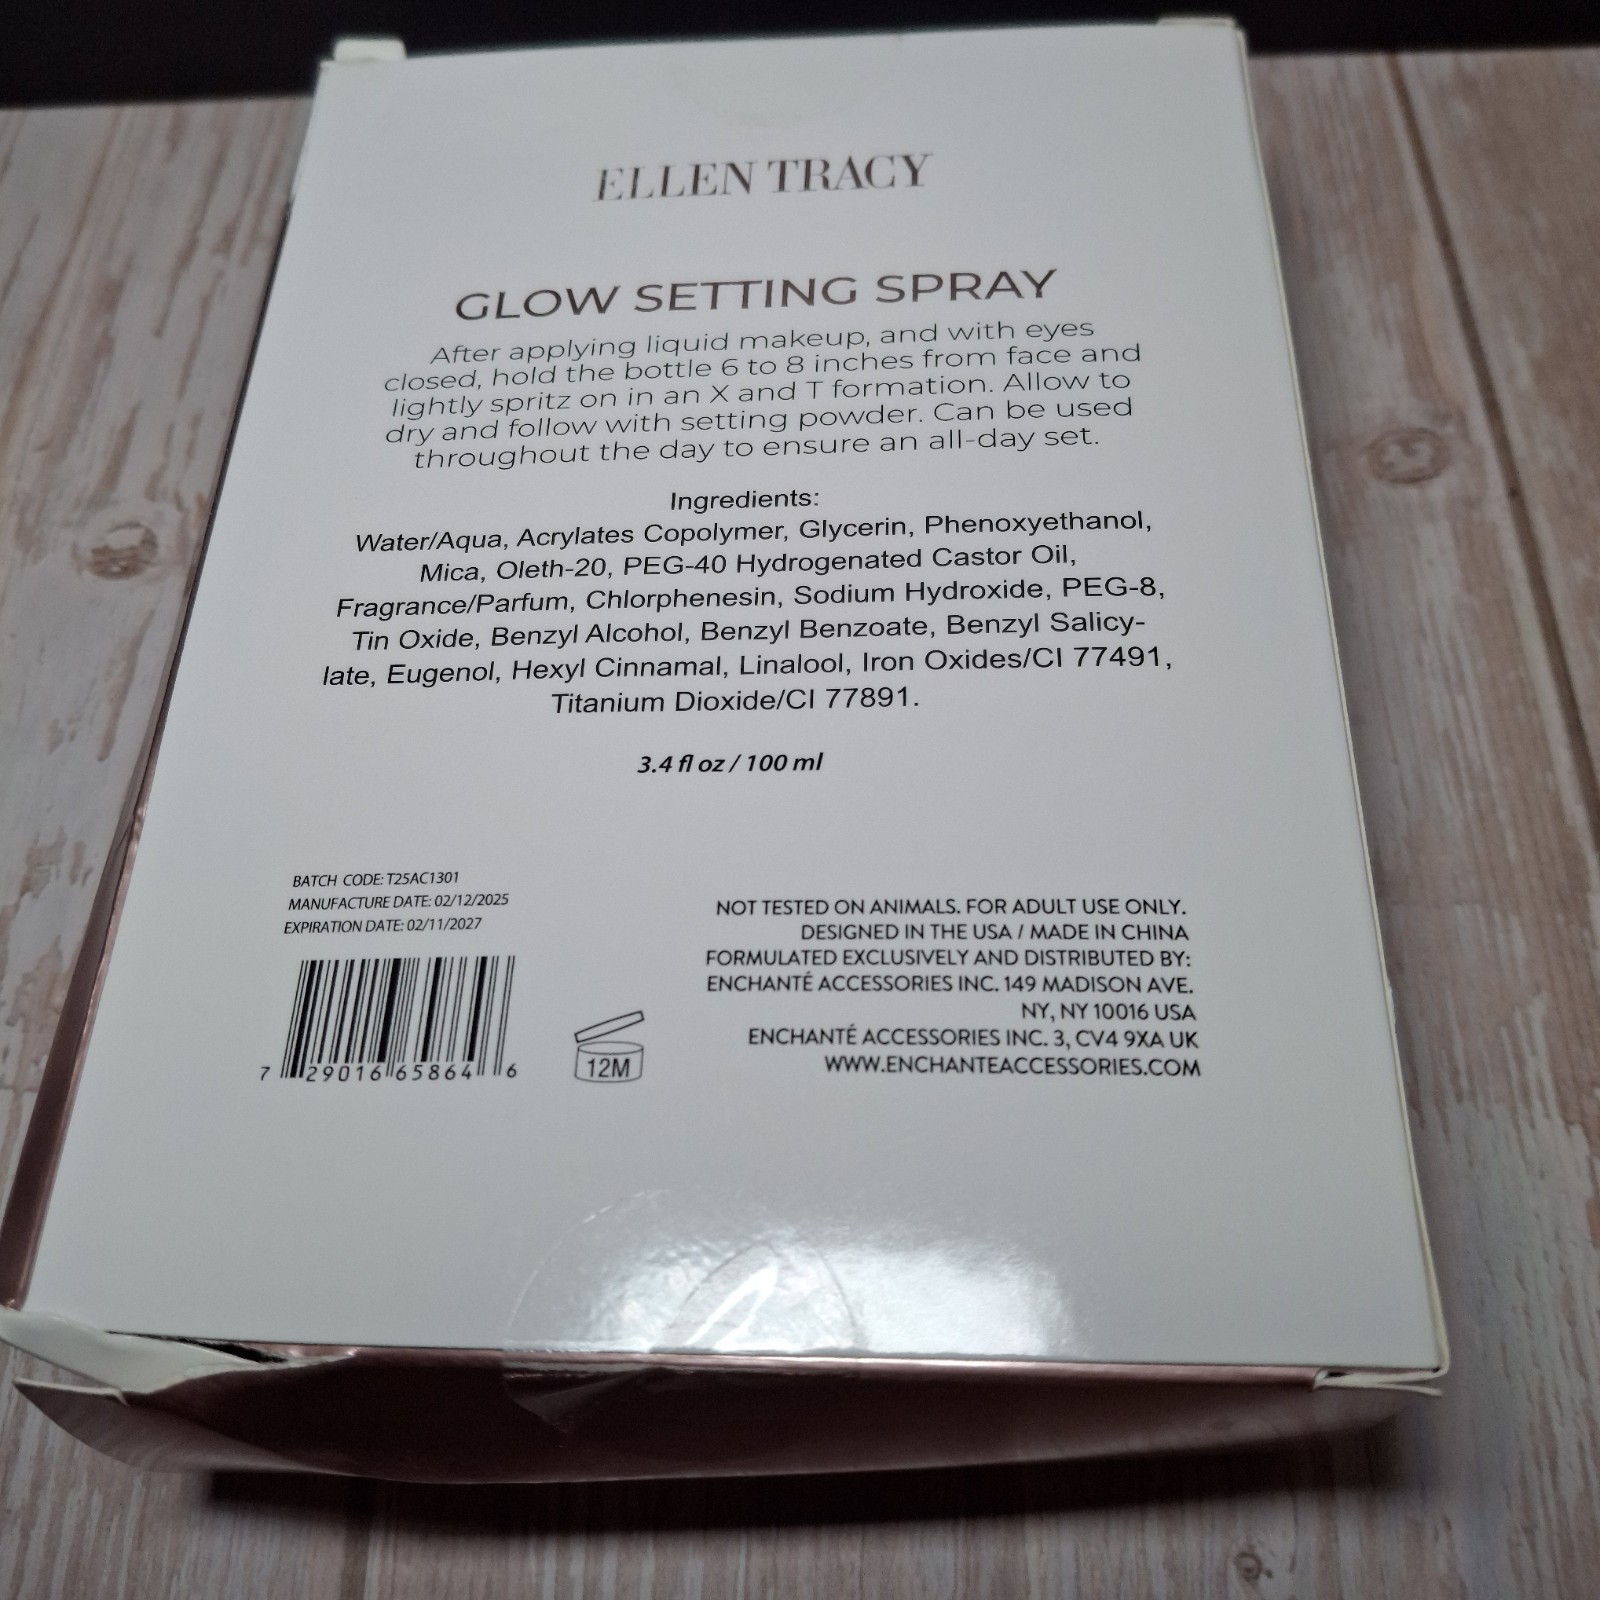 ELLEN TRACY
GLOW SETTING SPRAY
After applying liquid makeup, and with eyes
closed, hold the bottle 6 to 8 inches from face and
lightly spritz on in an X and T formation. Allow to
dry and follow with setting powder. Can be used
throughout the day to ensure an all-day set.
Ingredients:
Water/Aqua, Acrylates Copolymer, Glycerin, Phenoxyethanol,
Mica, Oleth-20, PEG-40 Hydrogenated Castor Oil,
Fragrance/Parfum, Chlorphenesin, Sodium Hydroxide, PEG-8,
Tin Oxide, Benzyl Alcohol, Benzyl Benzoate, Benzyl Salicy-
late, Eugenol, Hexyl Cinnamal, Linalool, Iron Oxides/CI 77491,
Titanium Dioxide/CI 77891.
3.4 fl oz / 100 ml
BATCH CODE: T25AC1301
MANUFACTURE DATE: 02/12/2025
EXPIRATION DATE: 02/11/2027
7 29016 65864 6
12M
NOT TESTED ON ANIMALS. FOR ADULT USE ONLY.
DESIGNED IN THE USA / MADE IN CHINA
FORMULATED EXCLUSIVELY AND DISTRIBUTED BY:
ENCHANTÉ ACCESSORIES INC. 149 MADISON AVE.
NY, NY 10016 USA
ENCHANTÉ ACCESSORIES INC. 3, CV4 9XA UK
WWW.ENCHANTEACCESSORIES.COM